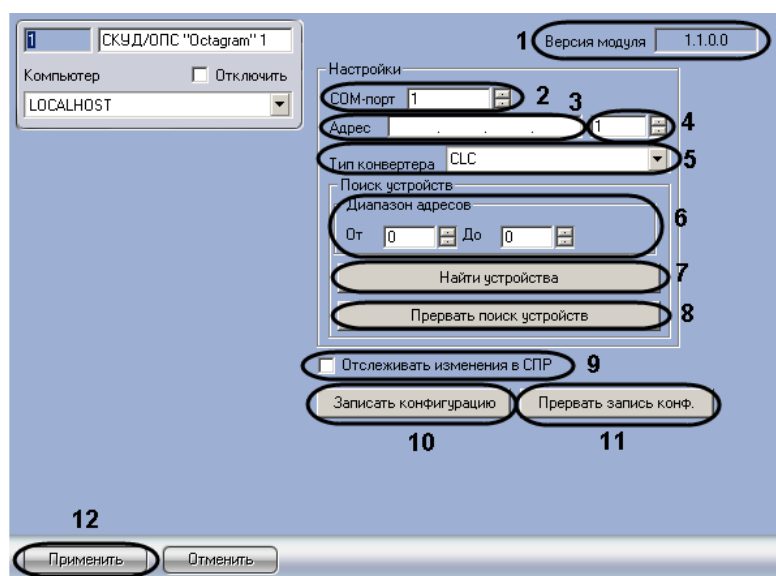 1 СКУД/ОПС "Octagram" 1
1 Версия модуля 1.1.0.0
Компьютер Отключить
LOCALHOST
Настройки
COM-порт 1 2
3
Адрес . . . 1 4
Тип конвертера CLC 5
Поиск устройств
Диапазон адресов
6
От 0 До 0
Найти устройства 7
Прервать поиск устройств 8
Отслеживать изменения в СПР 9
Записать конфигурацию Прервать запись конф.
10 11
12
Применить Отменить